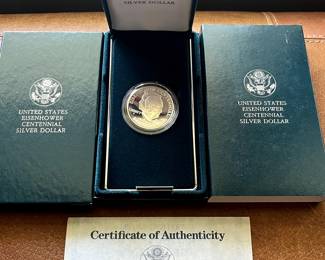 SILVER DOLLAR
UNITED STATES
EISENHOWER
CENTENNIAL
SILVER DOLLAR
UNITED STATES
EISENHOWER
CENTENNIAL
SILVER DOLLAR
Certificate of Authenticity